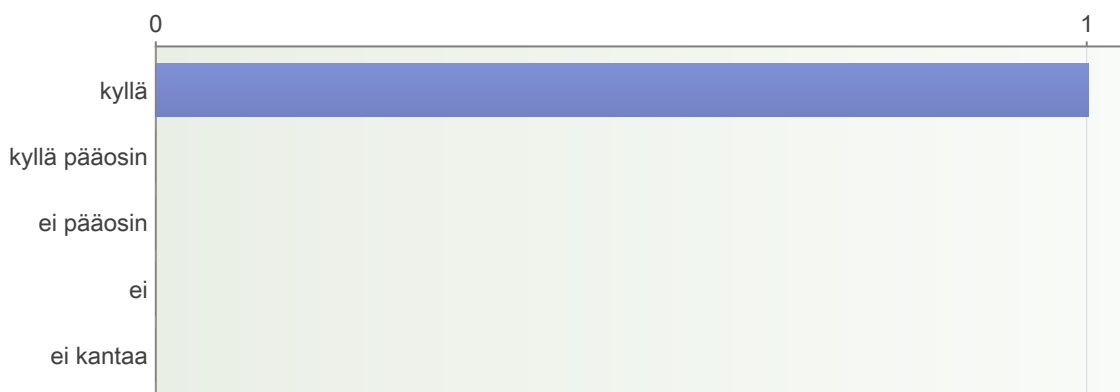 0 1
kyllä
kyllä pääosin
ei pääosin
ei
ei kantaa